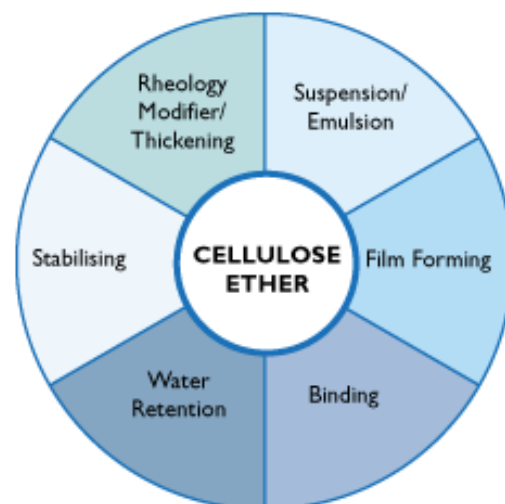 Rheology
Modifier/
Thickening
Suspension/
Emulsion
Stabilising
CELLULOSE
ETHER
Film Forming
Water
Retention
Binding